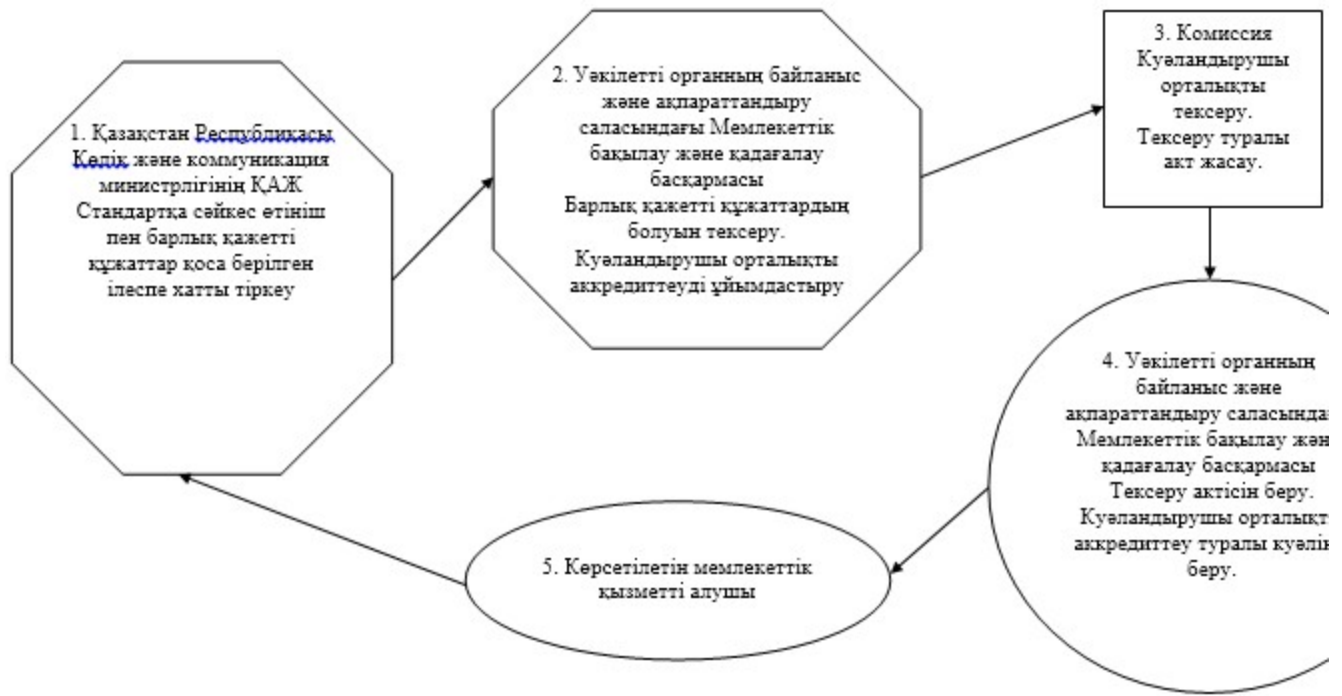 1. Қазақстан Республикасы
Көлік және коммуникация
министрлігінің ҚАЖ
Стандартқа сәйкес өтініш
пен барлық қажетті
құжаттар қоса берілген
ілеспе хатты тіркеу
2. Уәкілетті органның байланыс
және ақпараттандыру
саласындағы Мемлекеттік
бақылау және қадағалау
басқармасы
Барлық қажетті құжаттардың
болуын тексеру.
Куәландырушы орталықты
аккредиттеуді ұйымдастыру
3. Комиссия
Куәландырушы
орталықты
тексеру.
Тексеру туралы
акт жасау.
4. Уәкілетті органның
байланыс және
ақпараттандыру
Мемлекеттік бақылау
қадағалау басқармасы
Тексеру актісін беру.
Куәландырушы
аккредиттеу туралы
беру.
5. Көрсетілетін мемлекеттік
қызметті алушы